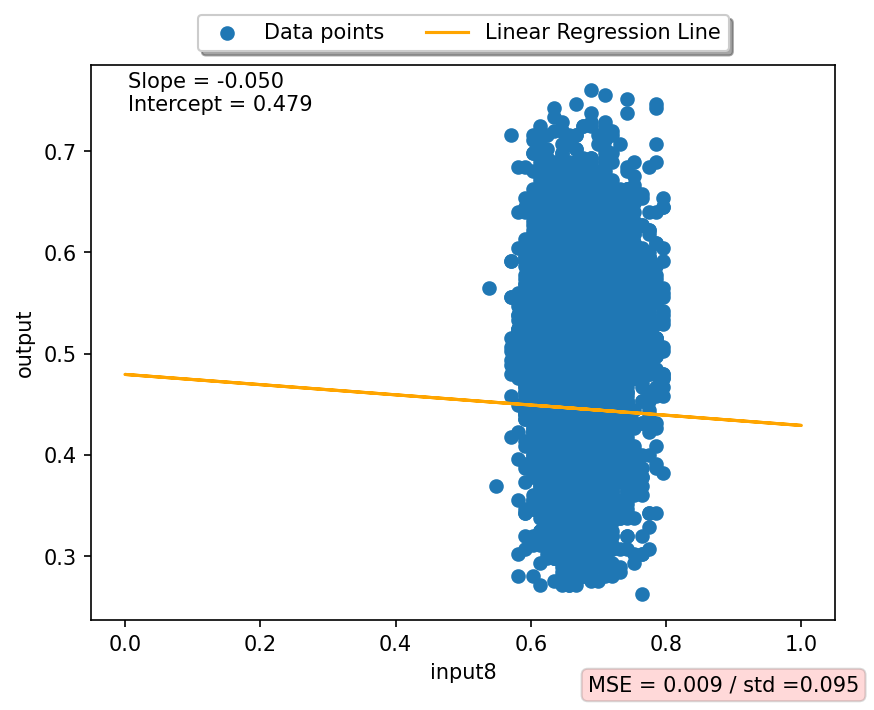 Data points
Linear Regression Line
Slope = -0.050
Intercept = 0.479
output
0.7
0.6
0.5
0.4
0.3
0.0 0.2 0.4 0.6 0.8 1.0
input8
MSE = 0.009 / std =0.095